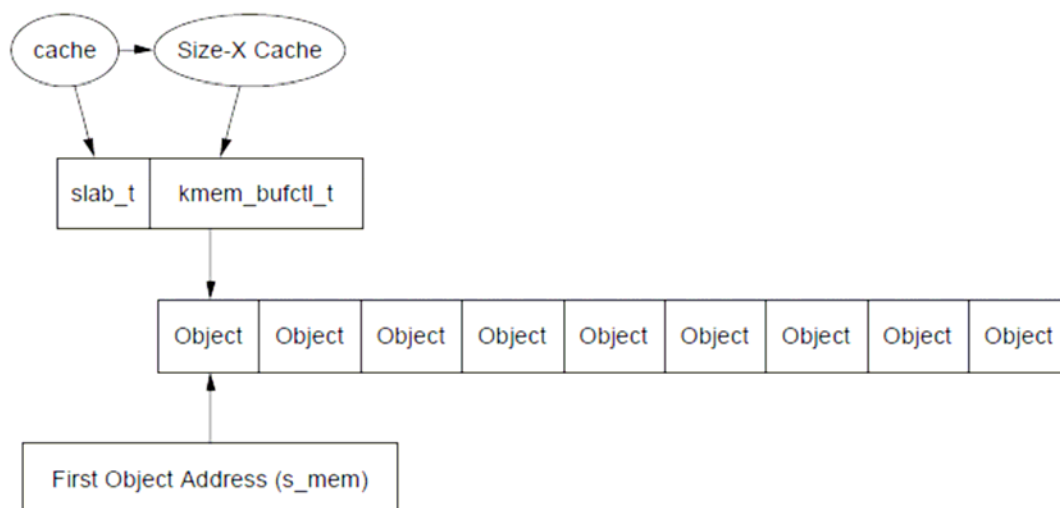 cache
Size-X Cache
slab_t
kmem_bufctl_t
Object
Object
Object
Object
Object
Object
Object
Object
Object
First Object Address (s_mem)